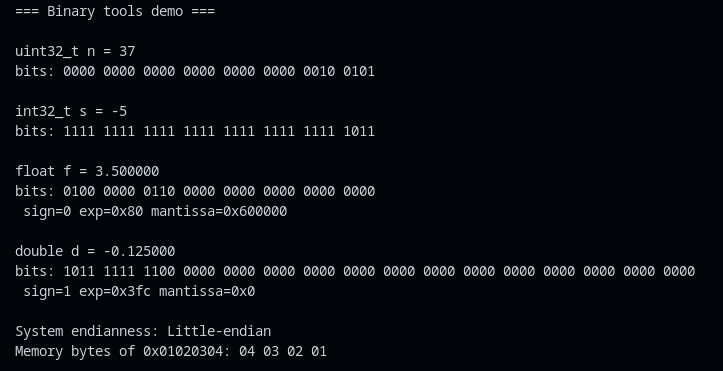 === Binary tools demo ===
uint32_t n = 37
bits: 0000 0000 0000 0000 0000 0000 0010 0101
int32_t s = -5
bits: 1111 1111 1111 1111 1111 1111 1111 1011
float f = 3.500000
bits: 0100 0000 0110 0000 0000 0000 0000 0000
sign=0 exp=0x80 mantissa=0x600000
double d = -0.125000
bits: 1011 1111 1100 0000 0000 0000 0000 0000 0000 0000 0000 0000 0000 0000 0000 0000
sign=1 exp=0x3fc mantissa=0x0
System endianness: Little-endian
Memory bytes of 0x01020304: 04 03 02 01